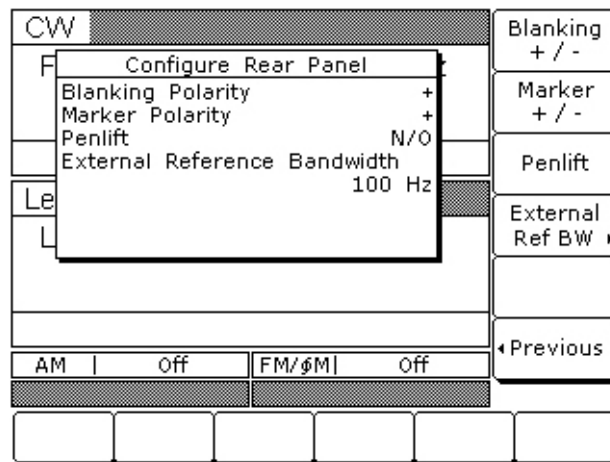 CW
F
Configure Rear Panel
Blanking Polarity +
Marker Polarity +
Penlift N/O
External Reference Bandwidth
100 Hz
Le
L
AM | Off FM/ϕM| Off
Blanking
+ / -
Marker
+ / -
Penlift
External
Ref BW
Previous